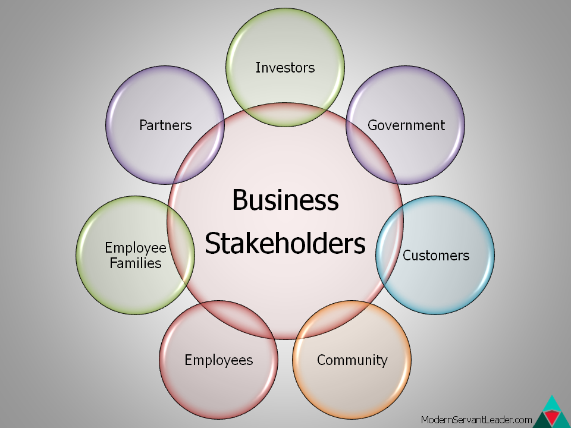 Investors
Partners
Government
Business
Stakeholders
Employee
Families
Customers
Employees
Community
ModernServantLeader.com